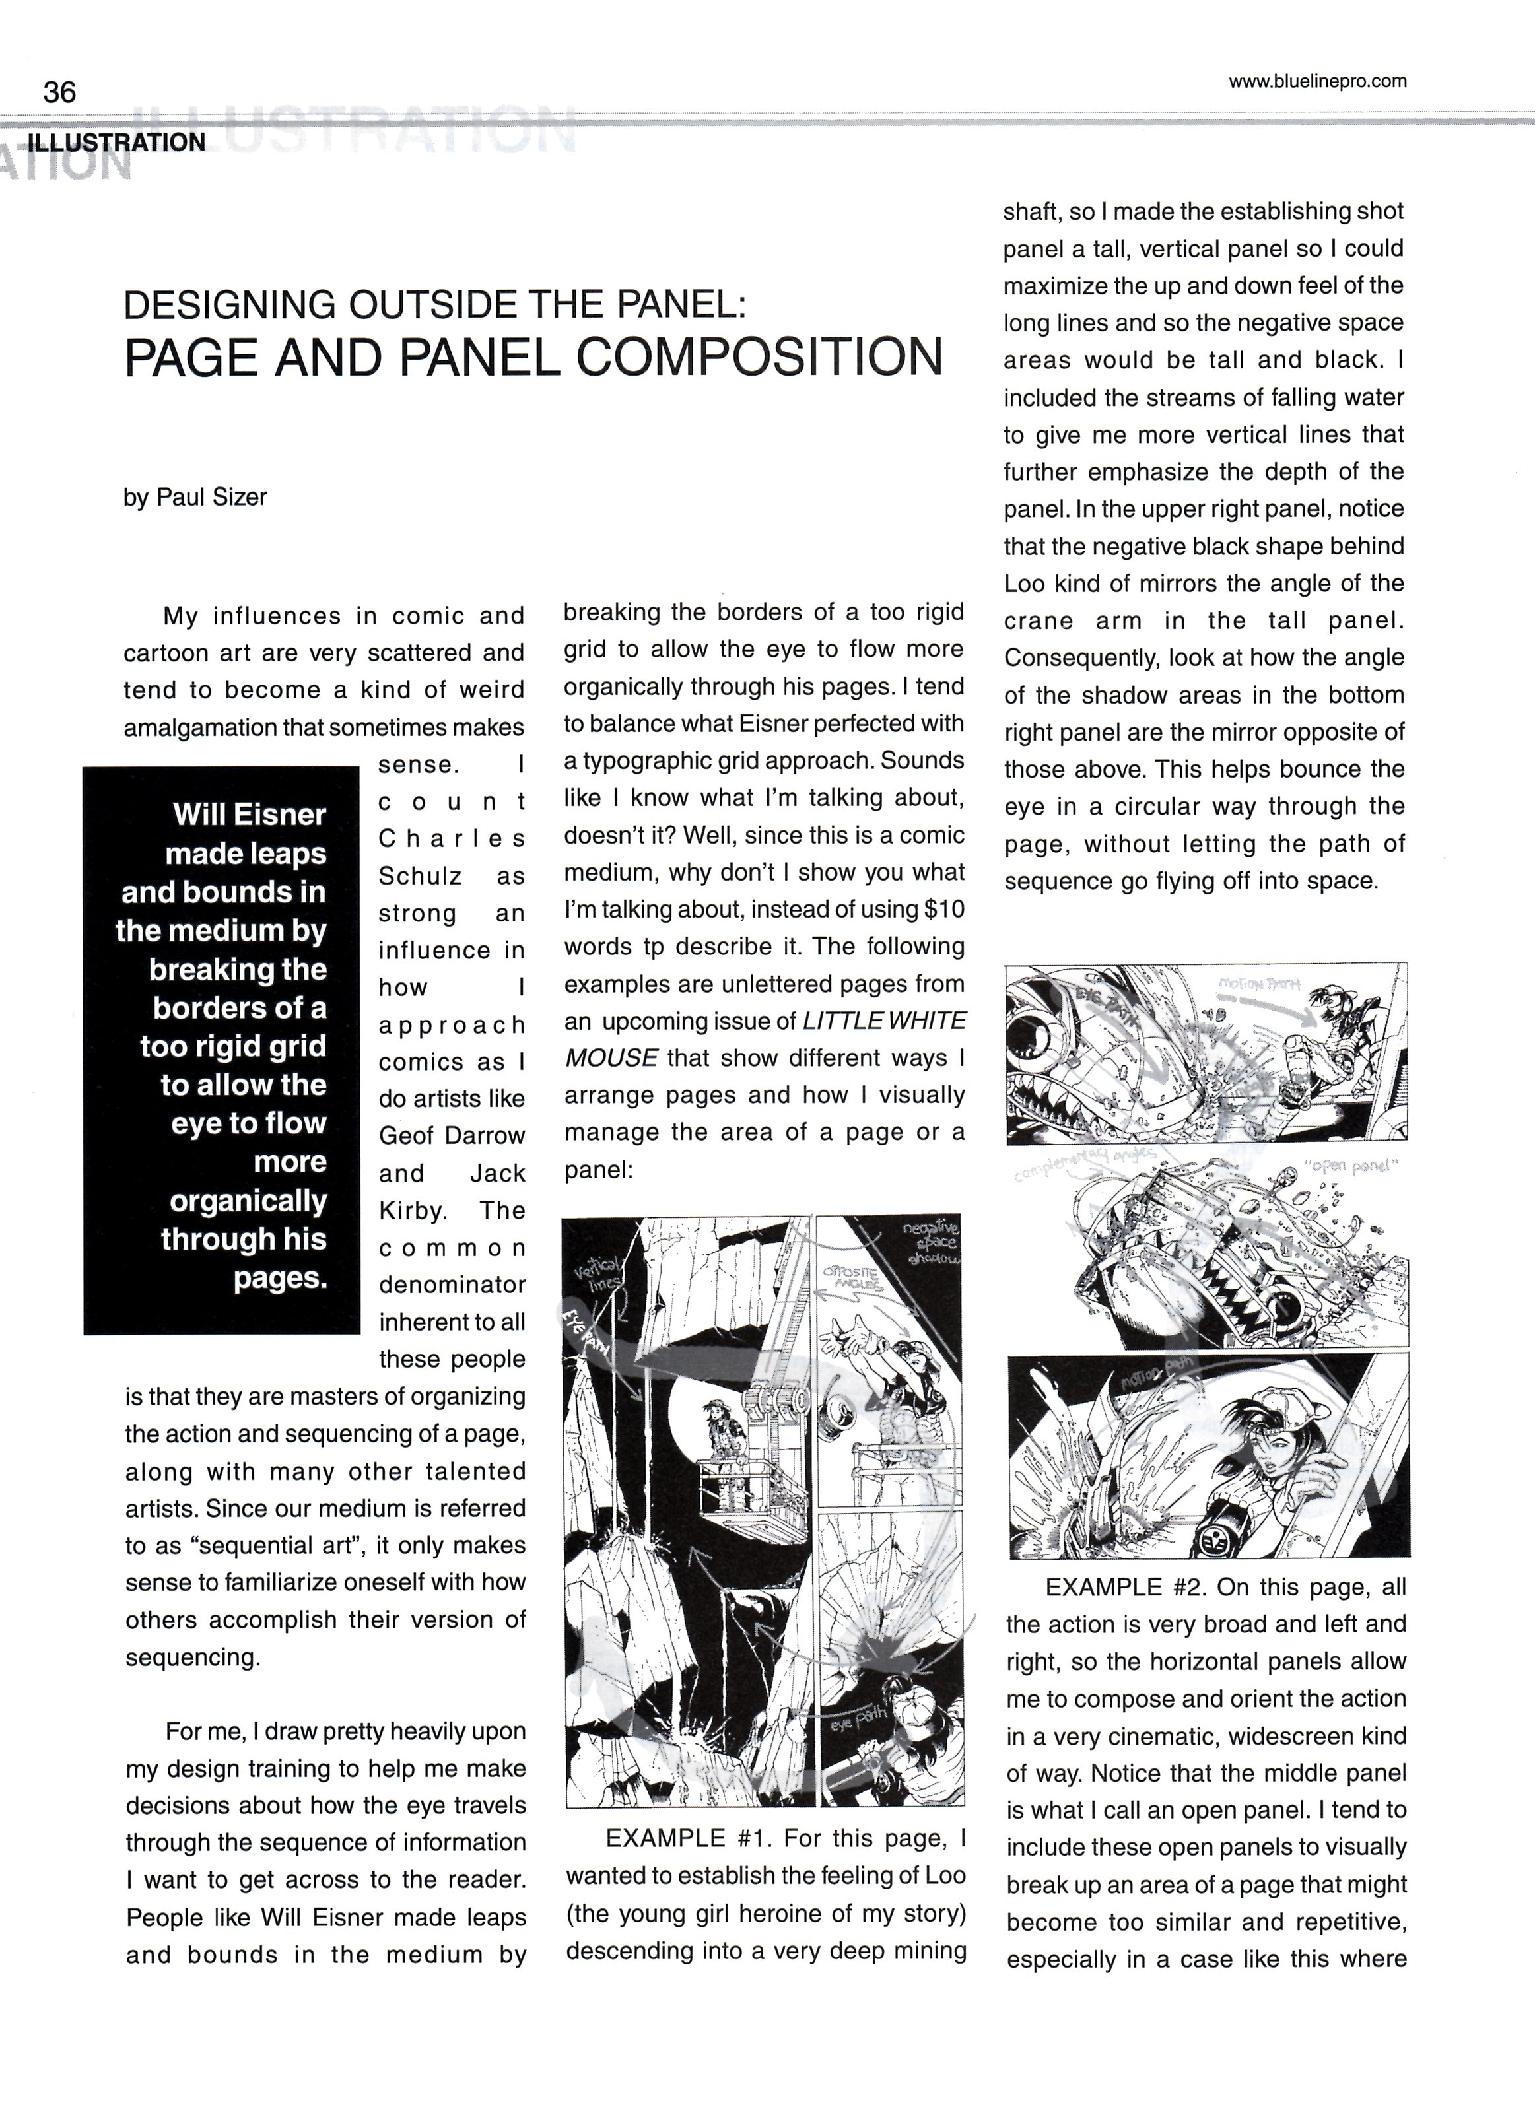 36
www.bluelinepro.com
ILLUSTRATION
ILLUSTRATION
ATION
DESIGNING OUTSIDE THE PANEL:
PAGE AND PANEL COMPOSITION
by Paul Sizer
My influences in comic and
cartoon art are very scattered and
tend to become a kind of weird
amalgamation that sometimes makes
sense. I
count
Charles
Schulz as
strong an
influence in
how I
approach
comics as I
do artists like
Geof Darrow
and Jack
Kirby. The
common
denominator
inherent to all
these people
is that they are masters of organizing
the action and sequencing of a page,
along with many other talented
artists. Since our medium is referred
to as “sequential art”, it only makes
sense to familiarize oneself with how
others accomplish their version of
sequencing.
For me, I draw pretty heavily upon
my design training to help me make
decisions about how the eye travels
through the sequence of information
I want to get across to the reader.
People like Will Eisner made leaps
and bounds in the medium by
Will Eisner
made leaps
and bounds in
the medium by
breaking the
borders of a
too rigid grid
to allow the
eye to flow
more
organically
through his
pages.
breaking the borders of a too rigid
grid to allow the eye to flow more
organically through his pages. I tend
to balance what Eisner perfected with
a typographic grid approach. Sounds
like I know what I'm talking about,
doesn't it? Well, since this is a comic
medium, why don't I show you what
I'm talking about, instead of using $10
words tp describe it. The following
examples are unlettered pages from
an upcoming issue of LITTLE WHITE
MOUSE that show different ways I
arrange pages and how I visually
manage the area of a page or a
panel:
vertical
lines
EYE PATH
negative
space
shadow
OPPOSITE
ANGLES
eye path
EXAMPLE #1. For this page, I
wanted to establish the feeling of Loo
(the young girl heroine of my story)
descending into a very deep mining
shaft, so I made the establishing shot
panel a tall, vertical panel so I could
maximize the up and down feel of the
long lines and so the negative space
areas would be tall and black. I
included the streams of falling water
to give me more vertical lines that
further emphasize the depth of the
panel. In the upper right panel, notice
that the negative black shape behind
Loo kind of mirrors the angle of the
crane arm in the tall panel.
Consequently, look at how the angle
of the shadow areas in the bottom
right panel are the mirror opposite of
those above. This helps bounce the
eye in a circular way through the
page, without letting the path of
sequence go flying off into space.
EYE PATH
MOTION PATH
complementary angles
"open panel"
motion path
EXAMPLE #2. On this page, all
the action is very broad and left and
right, so the horizontal panels allow
me to compose and orient the action
in a very cinematic, widescreen kind
of way. Notice that the middle panel
is what I call an open panel. I tend to
include these open panels to visually
break up an area of a page that might
become too similar and repetitive,
especially in a case like this where